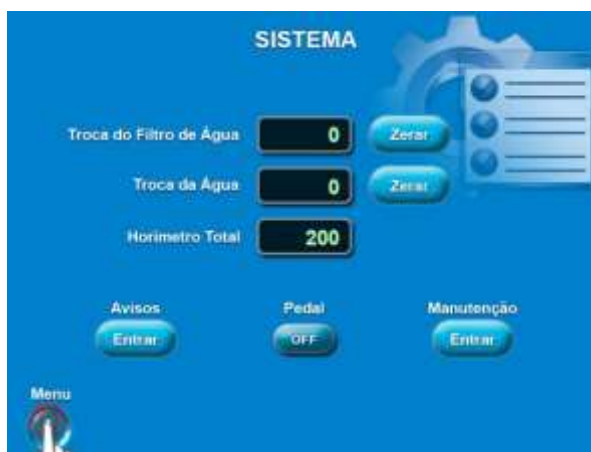 SISTEMA
Troca do Filtro de Água 0 Zerar
Troca da Água 0 Zerar
Horimetro Total 200
Avisos Pedal Manutenção
Entrar OFF Entrar
Menu